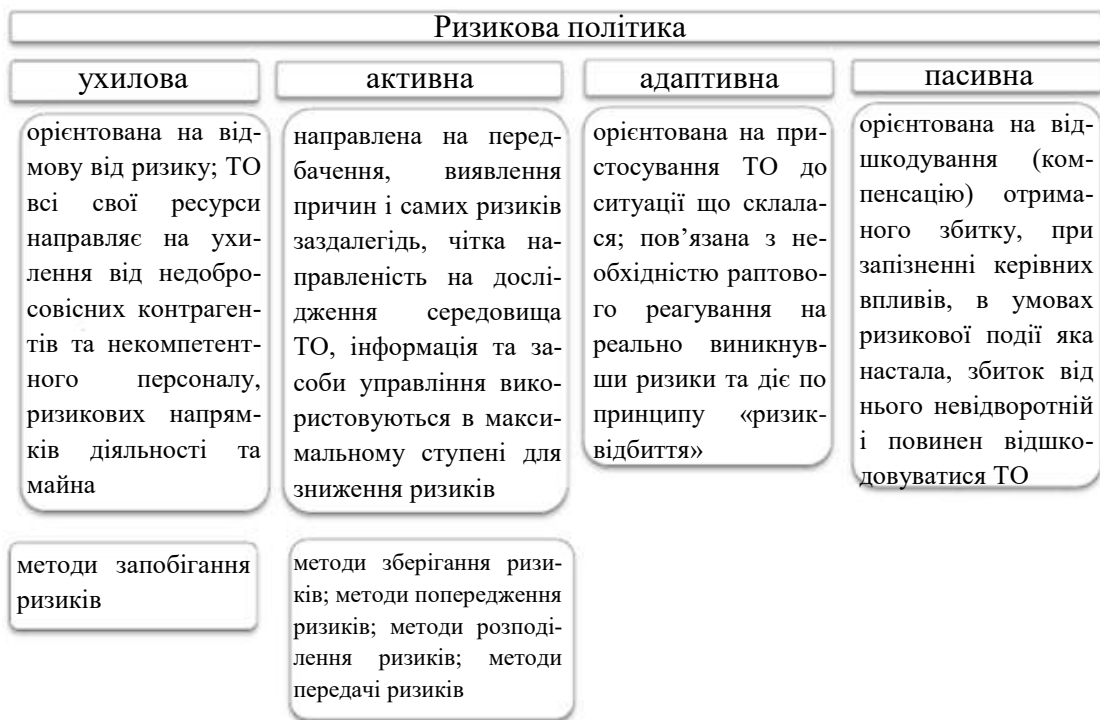 Ризикова політика
ухилова
орієнтована на від-
мову від ризику; ТО
всі свої ресурси
направляє на ухи-
лення від недобро-
совісних контраген-
тів та некомпетент-
ного персоналу,
ризикових напрям-
ків діяльності та
майна
методи запобігання
ризиків
активна
направлена на перед-
бачення, виявлення
причин і самих ризиків
заздалегідь, чітка на-
правленість на дослі-
дження середовища
ТО, інформація та за-
соби управління вико-
ристовуються в макси-
мальному ступені для
зниження ризиків
методи зберігання ризи-
ків; методи попередження
ризиків; методи розподі-
лення ризиків; методи
передачі ризиків
адаптивна
орієнтована на при-
стосування ТО до
ситуації що склала-
ся; пов’язана з не-
обхідністю раптово-
го реагування на
реально виникнув-
ши ризики та діє по
принципу «ризик-
відбиття»
пасивна
орієнтована на від-
шкодування (ком-
пенсацію) отрима-
ного збитку, при
запізненні керівних
впливів, в умовах
ризикової події яка
настала, збиток від
нього невідворотній
і повинен відшко-
довуватися ТО